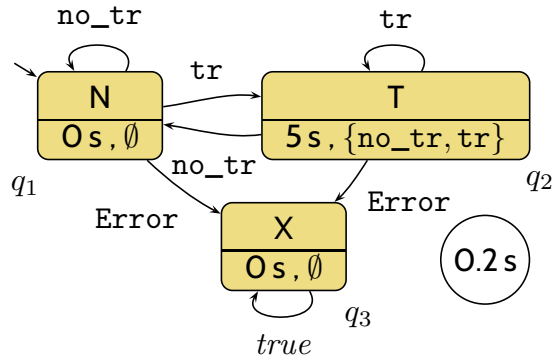 no_tr
tr
N
tr
T
0 s , ∅
5 s , {no_tr, tr}
q1
no_tr
q2
Error
Error
X
0.2 s
0 s , ∅
q3
true